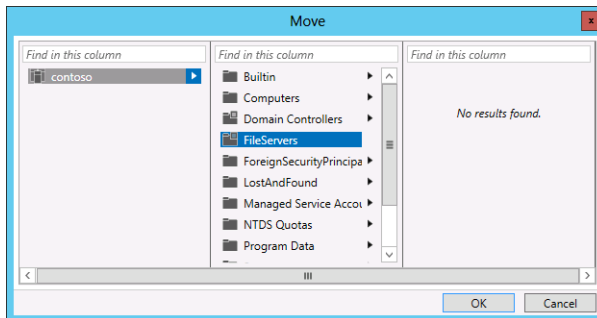 Move
x
Find in this column
Find in this column
Find in this column
contoso
Builtin
Computers
Domain Controllers
FileServers
ForeignSecurityPrincipa
LostAndFound
Managed Service Accou
NTDS Quotas
Program Data
No results found.
OK
Cancel